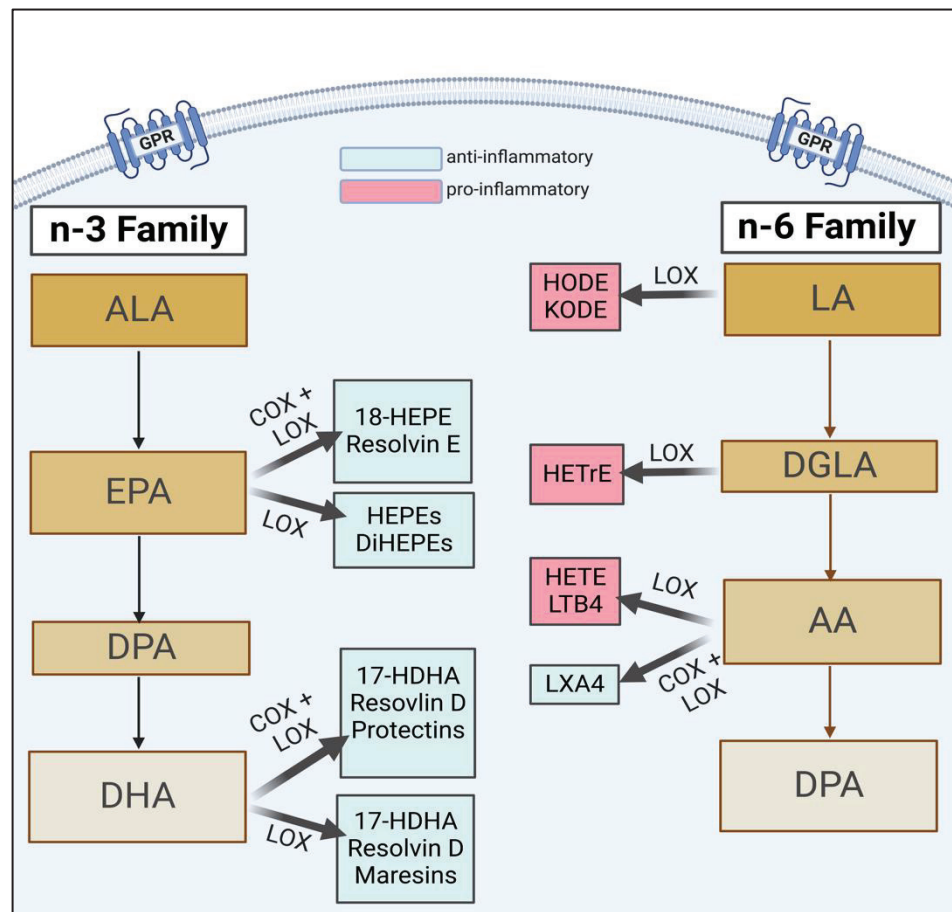 GPR
GPR
anti-inflammatory
pro-inflammatory
n-3 Family
ALA
EPA
COX +
LOX
18-HEPE
Resolvin E
LOX
HEPEs
DiHEPEs
DPA
DHA
COX +
LOX
17-HDHA
Resovlin D
Protectins
LOX
17-HDHA
Resolvin D
Maresins
n-6 Family
LA
LOX
HODE
KODE
DGLA
LOX
HETrE
AA
LOX
HETE
LTB4
COX +
LOX
LXA4
DPA